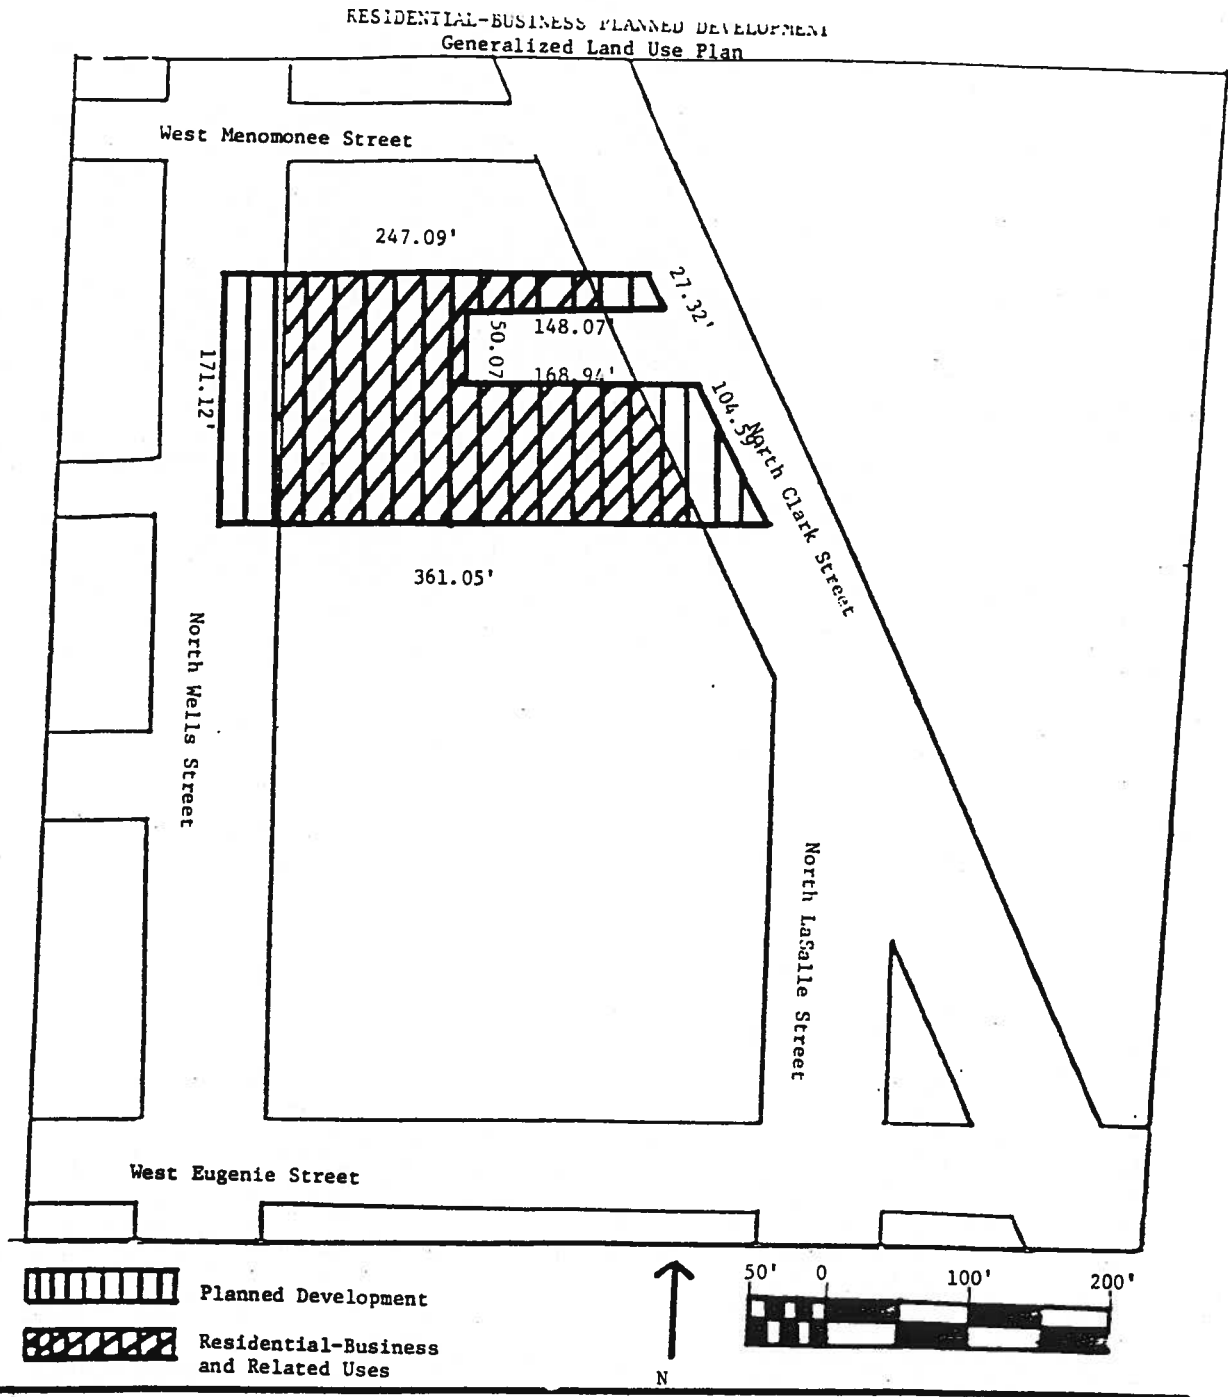 RESIDENTIAL-BUSINESS PLANNED DEVELOPMENT
Generalized Land Use Plan
West Menomonee Street
247.09'
27.32'
148.07'
50.07
168.94'
171.12'
104.59
North Clark Street
361.05'
North Wells Street
North LaSalle Street
West Eugenie Street
Planned Development
Residential-Business
and Related Uses
N
50' 0 100' 200'